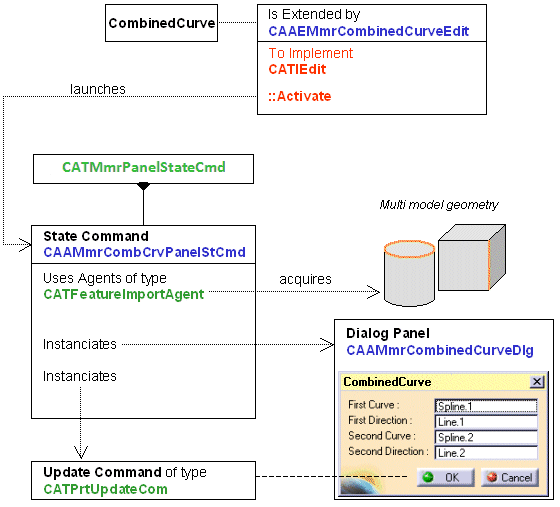 CombinedCurve
Is Extended by
CAAEMmrCombinedCurveEdit
To Implement
CATIEdit
::Activate
launches
CATMmrPanelStateCmd
Multi model geometry
State Command
CAAMmrCombCrvPanelStCmd
Uses Agents of type
CATFeatureImportAgent
acquires
Instanciates
Instanciates
Dialog Panel
CAAMmrCombinedCurveDlg
CombinedCurve
First Curve : Spline.1
First Direction : Line.1
Second Curve : Spline.2
Second Direction : Line.2
OK Cancel
Update Command of type
CATPrtUpdateCom